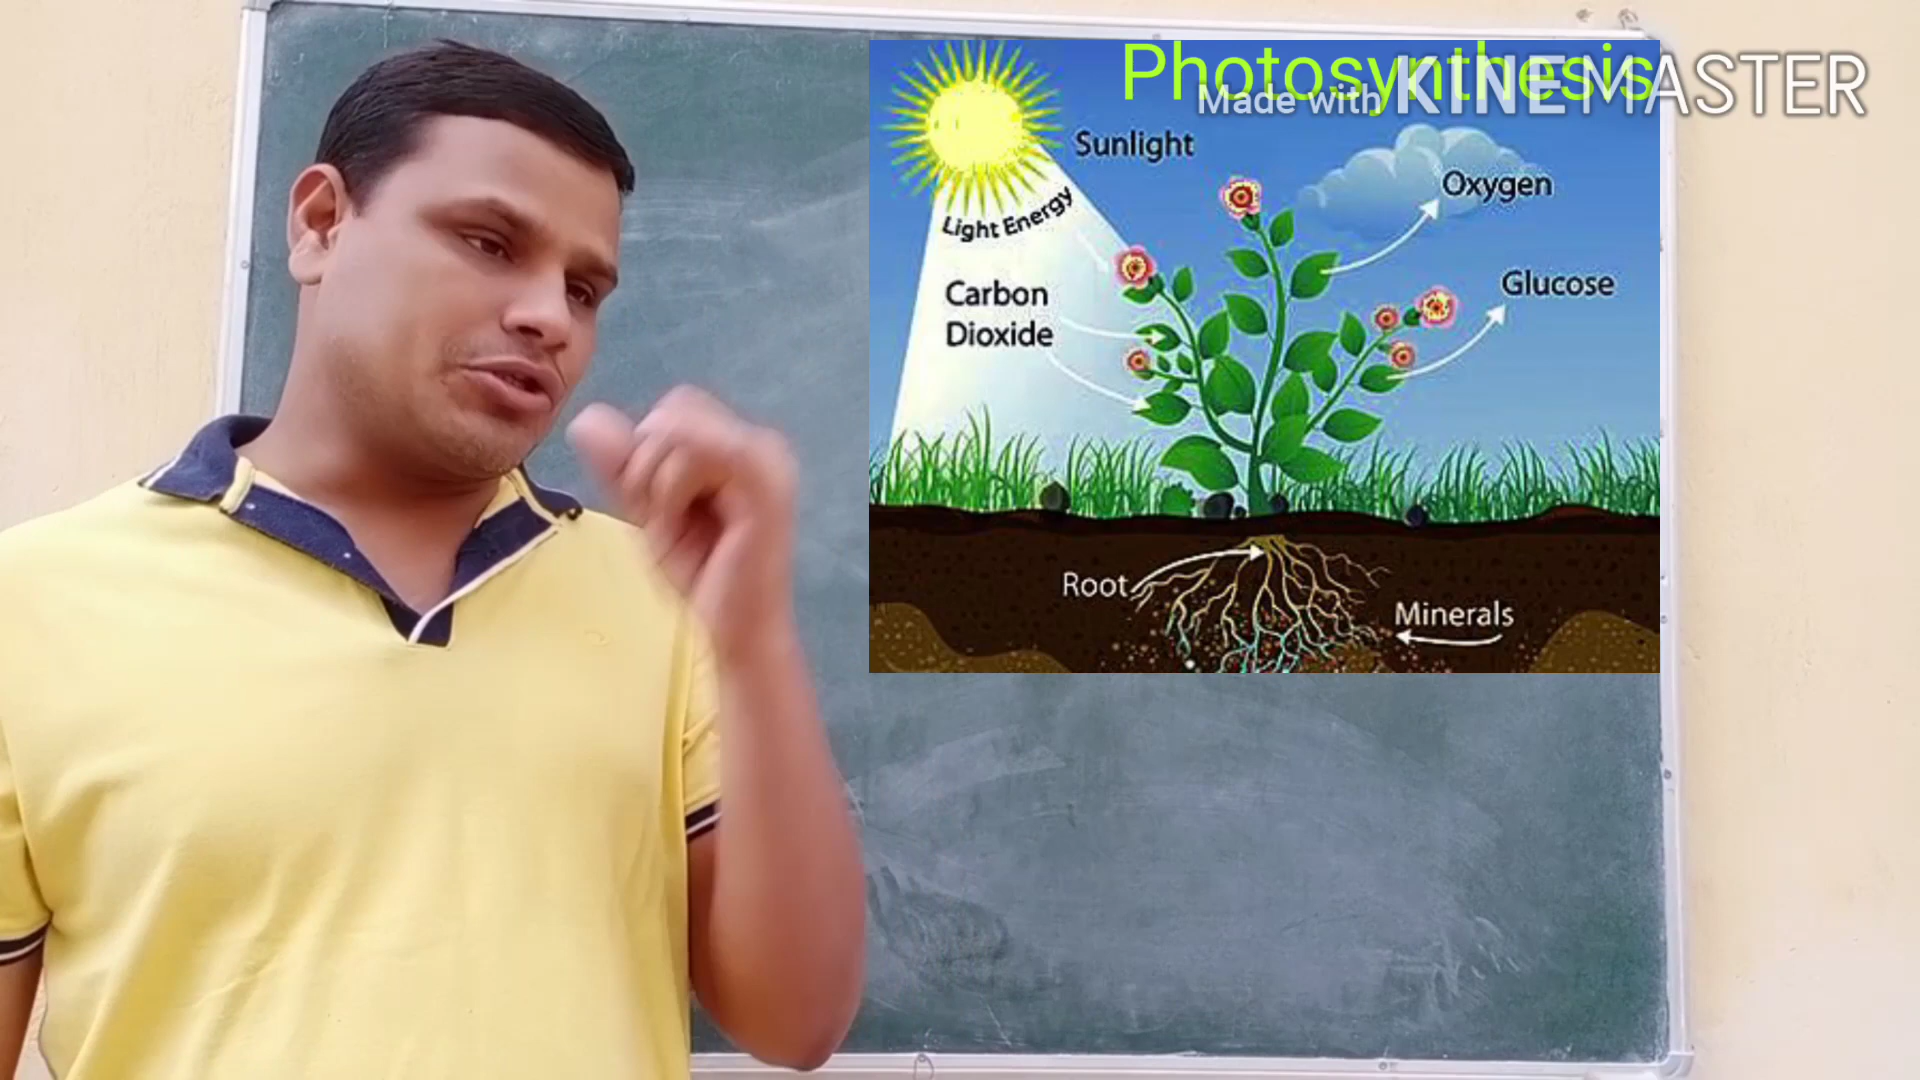 Photosynthesis
Made with KINEMASTER
Sunlight
Oxygen
Light Energy
Glucose
Carbon
Dioxide
Root
Minerals